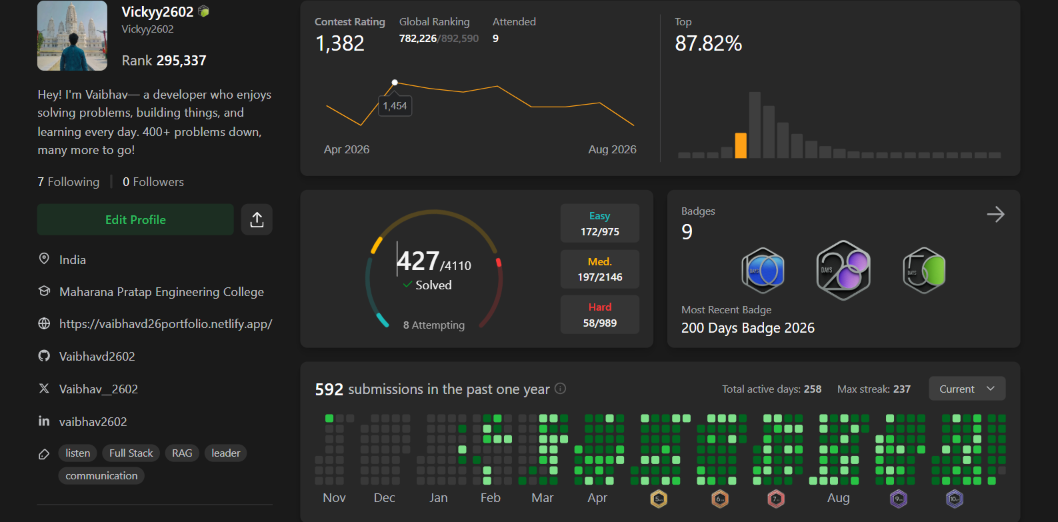 Vickyy2602
Vickyy2602
Rank 295,337
Hey! I'm Vaibhav— a developer who enjoys
solving problems, building things, and
learning every day. 400+ problems down,
many more to go!
7 Following
0 Followers
Edit Profile
India
Maharana Pratap Engineering College
https://vaibhavd26portfolio.netlify.app/
Vaibhavd2602
Vaibhav__2602
vaibhav2602
listen
Full Stack
RAG
leader
communication
Contest Rating
1,382
Global Ranking
782,226/892,590
Attended
9
1,454
Apr 2026
Aug 2026
Top
87.82%
427/4110
Solved
8 Attempting
Easy
172/975
Med.
197/2146
Hard
58/989
Badges
9
Most Recent Badge
200 Days Badge 2026
592 submissions in the past one year
Total active days: 258
Max streak: 237
Current
Nov
Dec
Jan
Feb
Mar
Apr
Aug